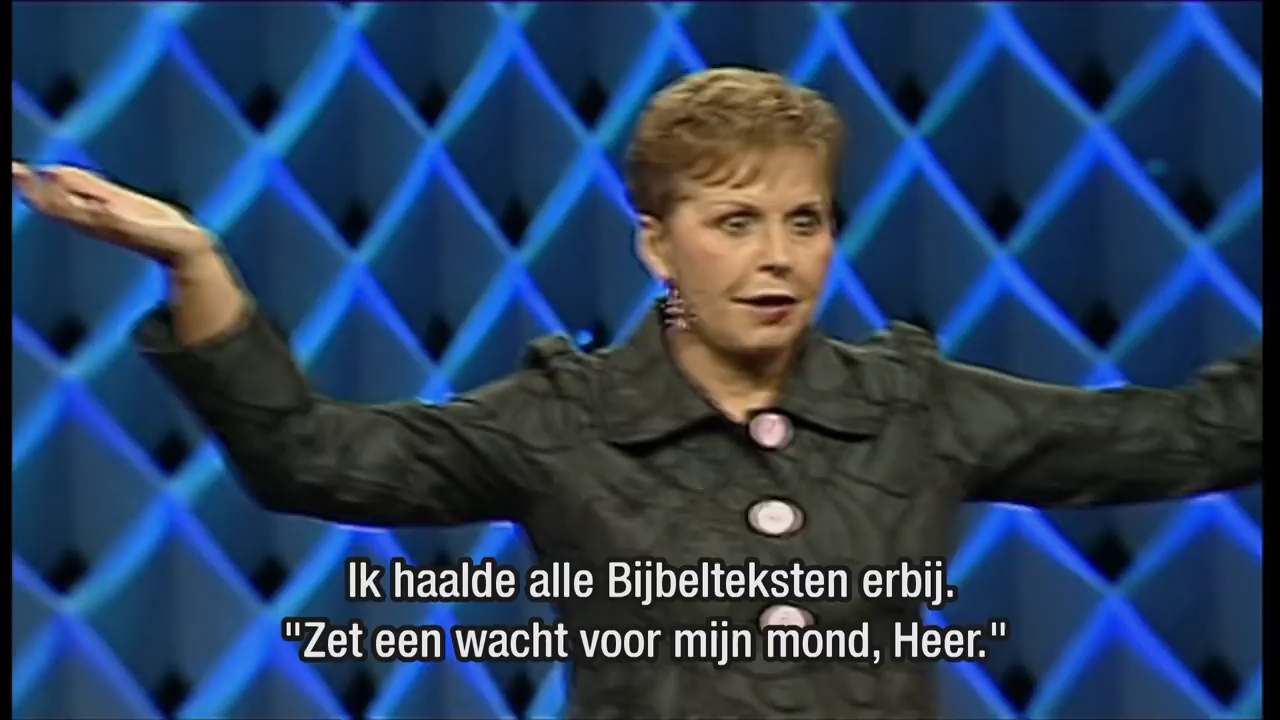 Ik haalde alle Bijbelteksten erbij.
"Zet een wacht voor mijn mond, Heer."